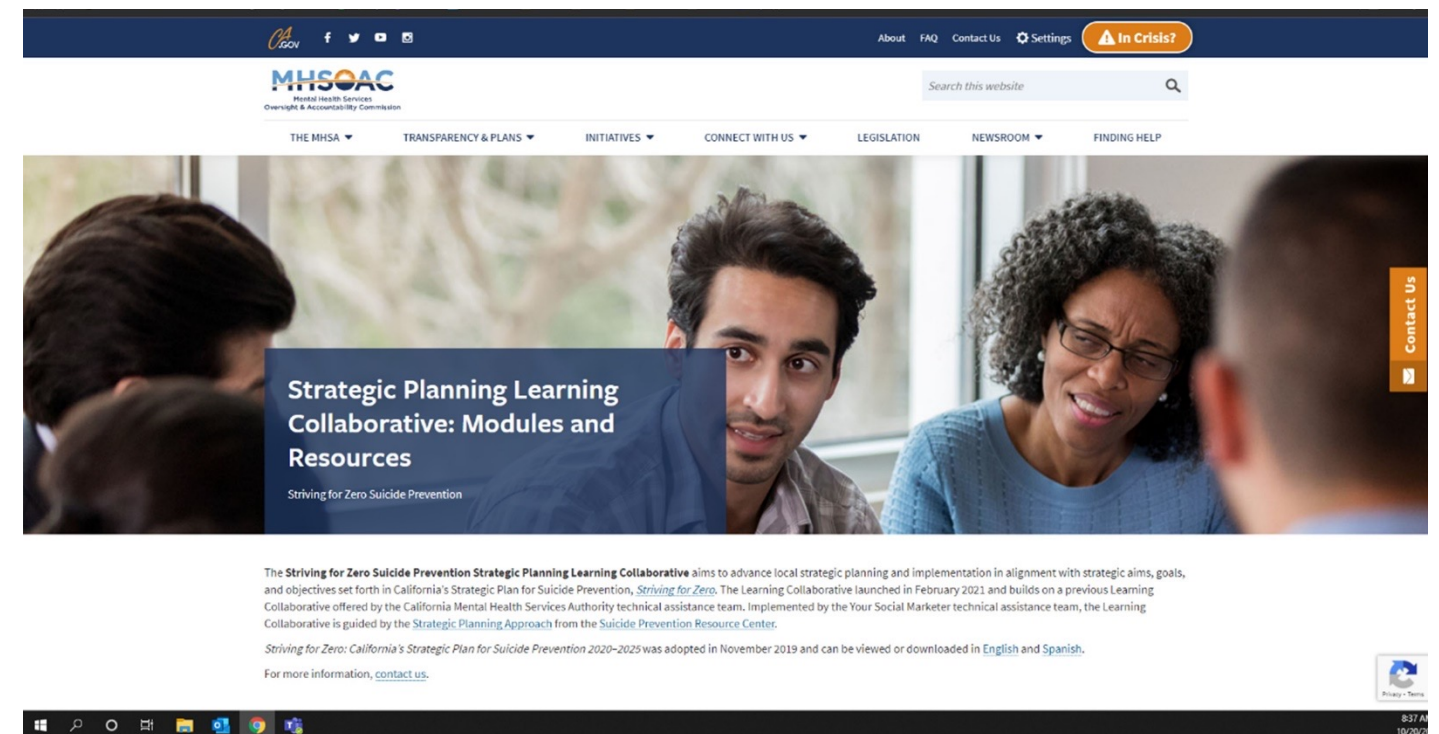 CA
.GOV
About FAQ Contact Us Settings In Crisis?
MHSOAC
Mental Health Services
Oversight & Accountability Commission
Search this website
THE MHSA TRANSPARENCY & PLANS INITIATIVES CONNECT WITH US LEGISLATION NEWSROOM FINDING HELP
Contact Us
Strategic Planning Learning
Collaborative: Modules and
Resources
Striving for Zero Suicide Prevention
The Striving for Zero Suicide Prevention Strategic Planning Learning Collaborative aims to advance local strategic planning and implementation in alignment with strategic aims, goals,
and objectives set forth in California's Strategic Plan for Suicide Prevention, Striving for Zero. The Learning Collaborative launched in February 2021 and builds on a previous Learning
Collaborative offered by the California Mental Health Services Authority technical assistance team. Implemented by the Your Social Marketer technical assistance team, the Learning
Collaborative is guided by the Strategic Planning Approach from the Suicide Prevention Resource Center.
Striving for Zero: California's Strategic Plan for Suicide Prevention 2020–2025 was adopted in November 2019 and can be viewed or downloaded in English and Spanish.
For more information, contact us.
Privacy - Terms
8:37 AM